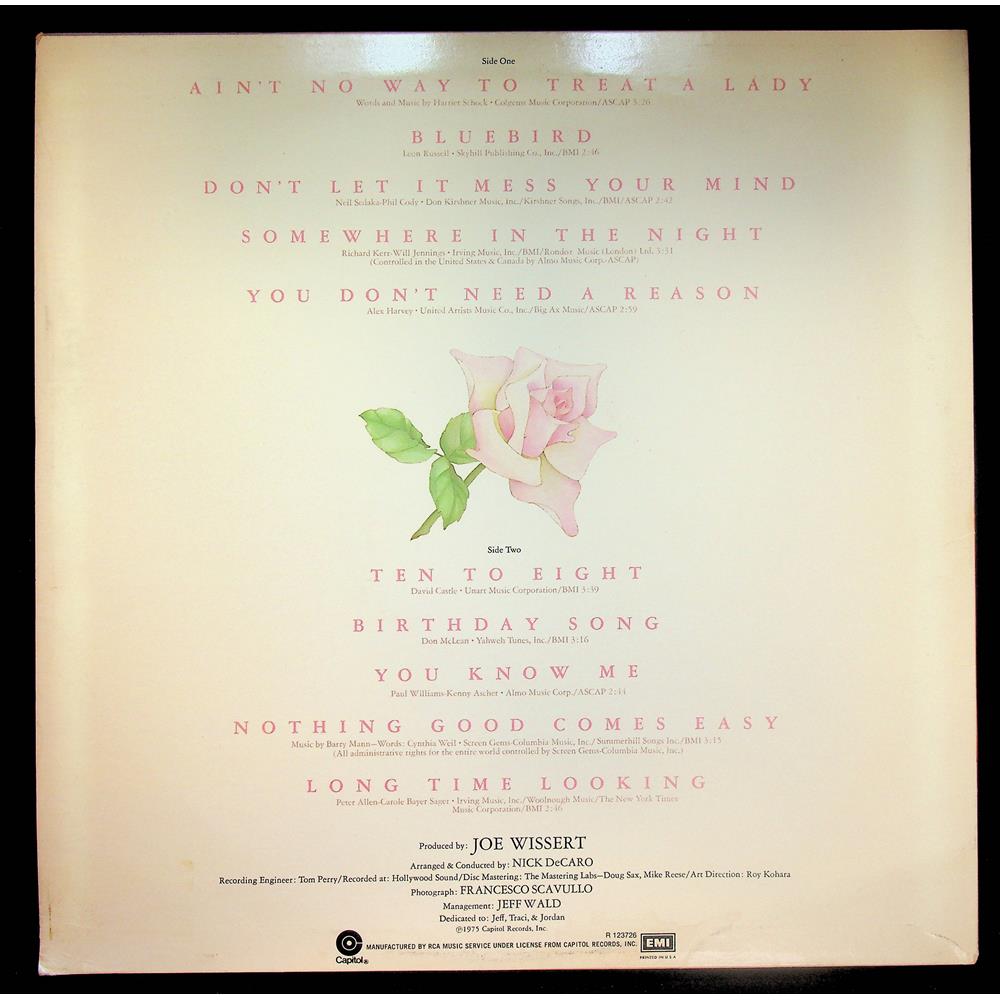 Side One
AIN'T NO WAY TO TREAT A LADY
Words and Music by Harriet Schock • Colgems Music Corporation/ASCAP 3:26
BLUEBIRD
Leon Russell • Skyhill Publishing Co., Inc./BMI 2:46
DON'T LET IT MESS YOUR MIND
Neil Sedaka-Phil Cody • Don Kirshner Music, Inc./Kirshner Songs, Inc./BMI/ASCAP 2:42
SOMEWHERE IN THE NIGHT
Richard Kerr-Will Jennings • Irving Music, Inc./BMI/Rondor Music (London) Ltd. 3:31
(Controlled in the United States & Canada by Almo Music Corp.-ASCAP)
YOU DON'T NEED A REASON
Alex Harvey • United Artists Music Co., Inc./Big Ax Music/ASCAP 2:59
Side Two
TEN TO EIGHT
David Castle • Unart Music Corporation/BMI 3:39
BIRTHDAY SONG
Don McLean • Yahweh Tunes, Inc./BMI 3:16
YOU KNOW ME
Paul Williams-Kenny Ascher • Almo Music Corp./ASCAP 2:44
NOTHING GOOD COMES EASY
Music by Barry Mann—Words: Cynthia Weil • Screen Gems-Columbia Music, Inc./ Summerhill Songs Inc./BMI 3:15
(All administrative rights for the entire world controlled by Screen Gems-Columbia Music, Inc.)
LONG TIME LOOKING
Peter Allen-Carole Bayer Sager • Irving Music, Inc./Woolnough Music/The New York Times
Music Corporation/BMI 2:46
Produced by: JOE WISSERT
Arranged & Conducted by: NICK DeCARO
Recording Engineer: Tom Perry/Recorded at: Hollywood Sound/Disc Mastering: The Mastering Labs—Doug Sax, Mike Reese/Art Direction: Roy Kohara
Photograph: FRANCESCO SCAVULLO
Management: JEFF WALD
Dedicated to: Jeff, Traci, & Jordan
℗1975 Capitol Records, Inc.
R 123726
Capitol® MANUFACTURED BY RCA MUSIC SERVICE UNDER LICENSE FROM CAPITOL RECORDS, INC. EMI
PRINTED IN U.S.A